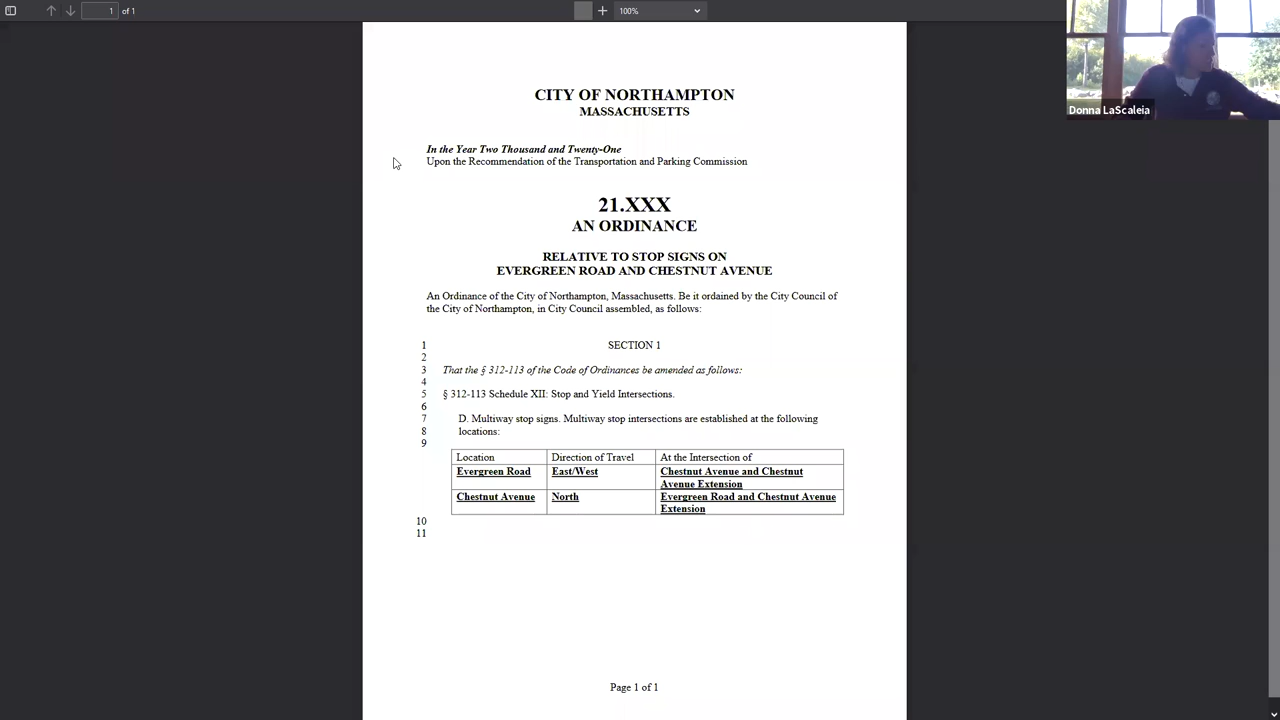 1 of 1 100%
Donna LaScaleia
CITY OF NORTHAMPTON
MASSACHUSETTS
In the Year Two Thousand and Twenty-One
Upon the Recommendation of the Transportation and Parking Commission
21.XXX
AN ORDINANCE
RELATIVE TO STOP SIGNS ON
EVERGREEN ROAD AND CHESTNUT AVENUE
An Ordinance of the City of Northampton, Massachusetts. Be it ordained by the City Council of
the City of Northampton, in City Council assembled, as follows:
1 SECTION 1
2
3 That the § 312-113 of the Code of Ordinances be amended as follows:
4
5 § 312-113 Schedule XII: Stop and Yield Intersections.
6
7 D. Multiway stop signs. Multiway stop intersections are established at the following
8 locations:
9
Location Direction of Travel At the Intersection of
Evergreen Road East/West Chestnut Avenue and Chestnut
Avenue Extension
Chestnut Avenue North Evergreen Road and Chestnut Avenue
Extension
10
11
Page 1 of 1